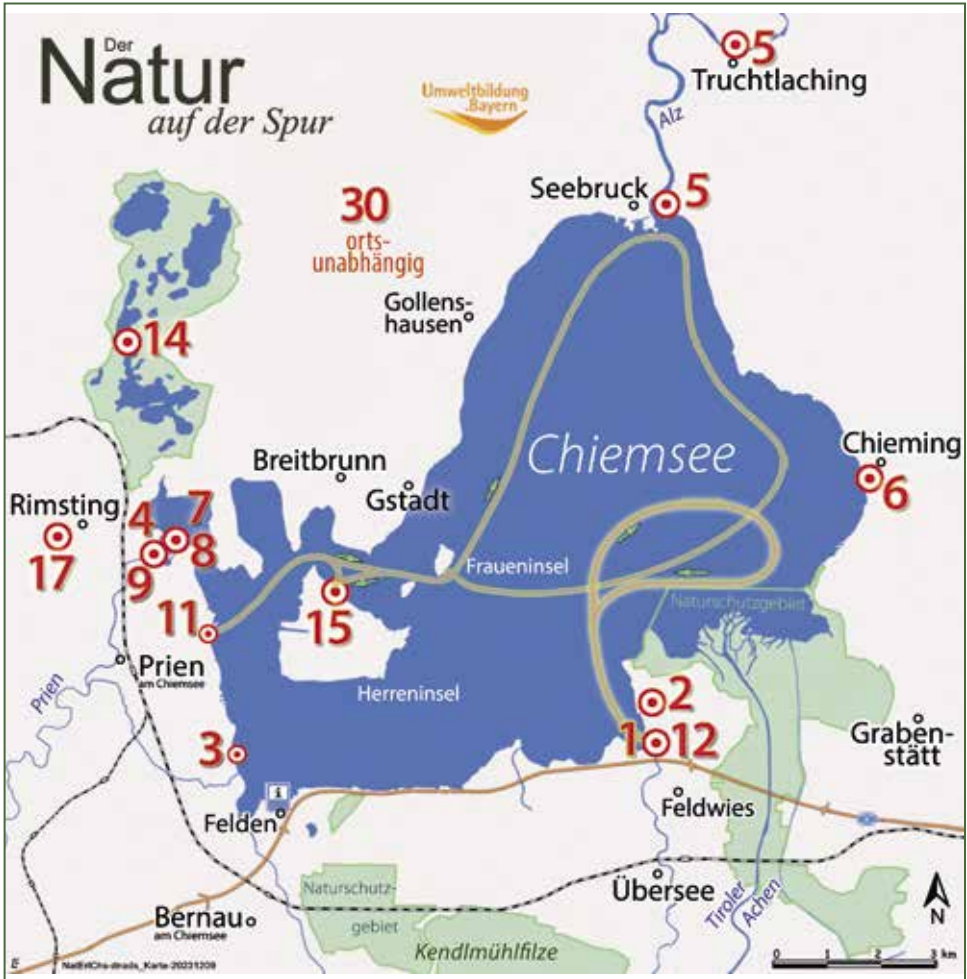 Der
Natur
auf der Spur
Umweltbildung
Bayern
5
Truchtlaching
Alz
Seebruck
5
30
orts-
unabhängig
Gollens-
hausen
14
Chiemsee
Breitbrunn
Gstadt
Chieming
6
Rimsting
4
7
8
9
17
Fraueninsel
Naturschutzgebiet
11
15
Prien
am Chiemsee
Prien
Herreninsel
2
1
12
3
Graben-
stätt
i
Felden
Feldwies
Übersee
Tiroler
Achen
Naturschutz-
gebiet
Bernau
am Chiemsee
Kendlmühlfilze
N
NatErlChs-dtrads_Karte-20231209
0 1 2 3 km